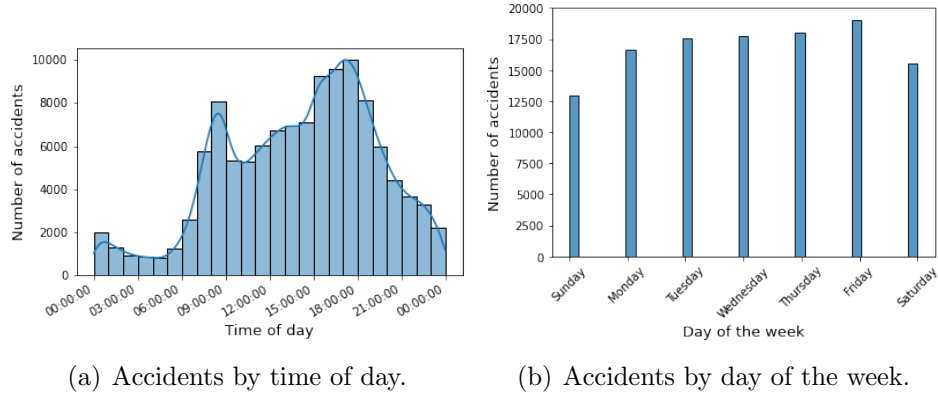 10000
8000
6000
4000
2000
0
Number of accidents
00:00:00
03:00:00
06:00:00
09:00:00
12:00:00
15:00:00
18:00:00
21:00:00
00:00:00
Time of day
(a) Accidents by time of day.
20000
17500
15000
12500
10000
7500
5000
2500
0
Number of accidents
Sunday
Monday
Tuesday
Wednesday
Thursday
Friday
Saturday
Day of the week
(b) Accidents by day of the week.